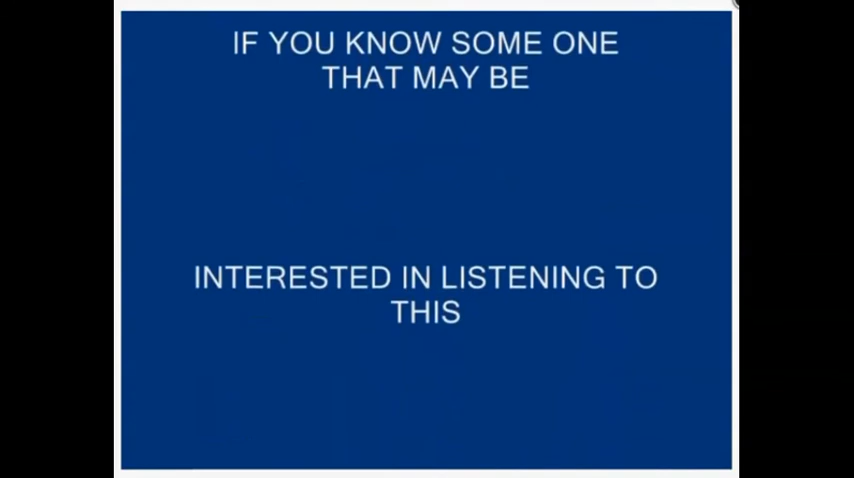 IF YOU KNOW SOME ONE
THAT MAY BE
INTERESTED IN LISTENING TO
THIS